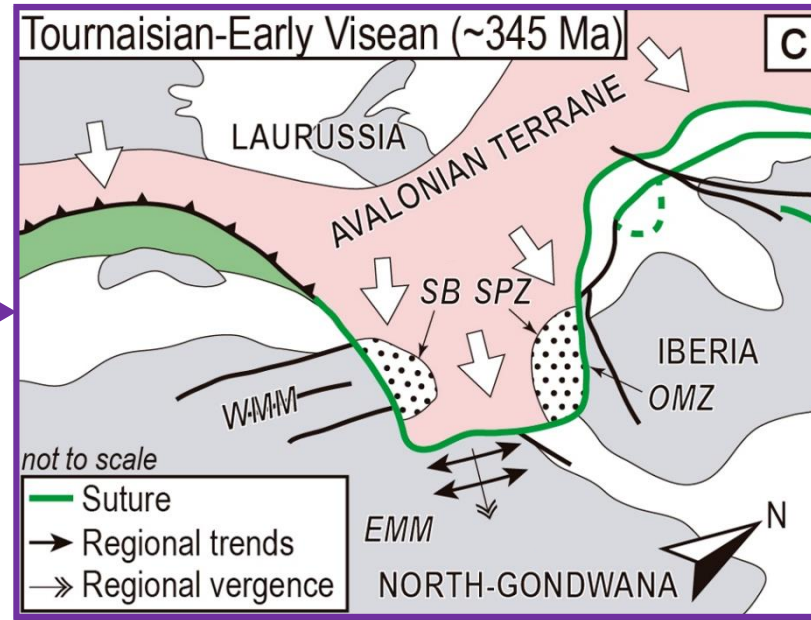 Tournaisian-Early Visean (~345 Ma)
C
LAURUSSIA
AVALONIAN TERRANE
SB SPZ
IBERIA
OMZ
WMM
not to scale
Suture
Regional trends
Regional vergence
EMM
NORTH-GONDWANA
N